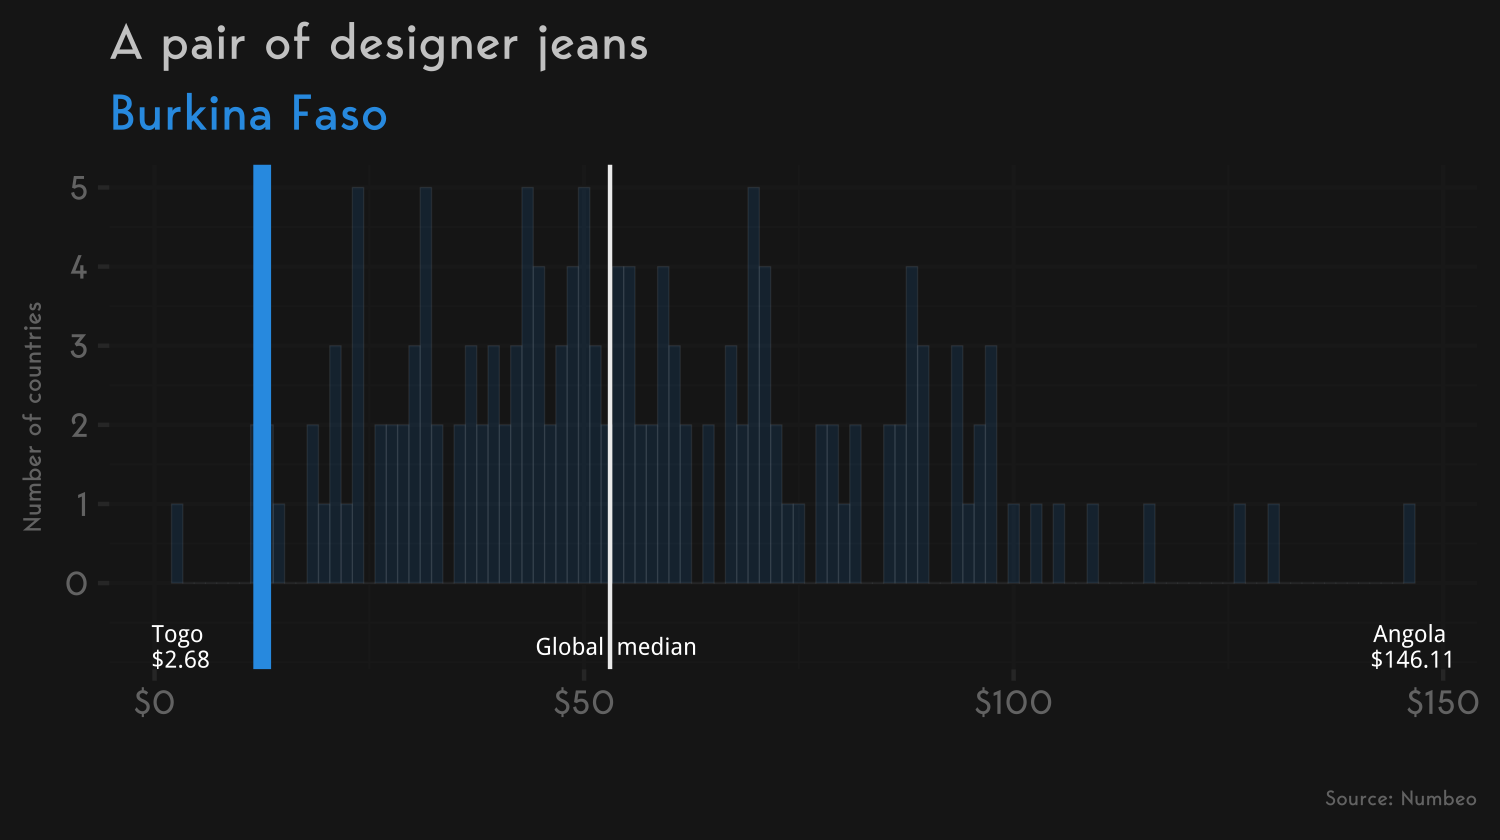 A pair of designer jeans
Burkina Faso
Number of countries
5
4
3
2
1
0
Togo
$2.68
Global median
Angola
$146.11
$0
$50
$100
$150
Source: Numbeo